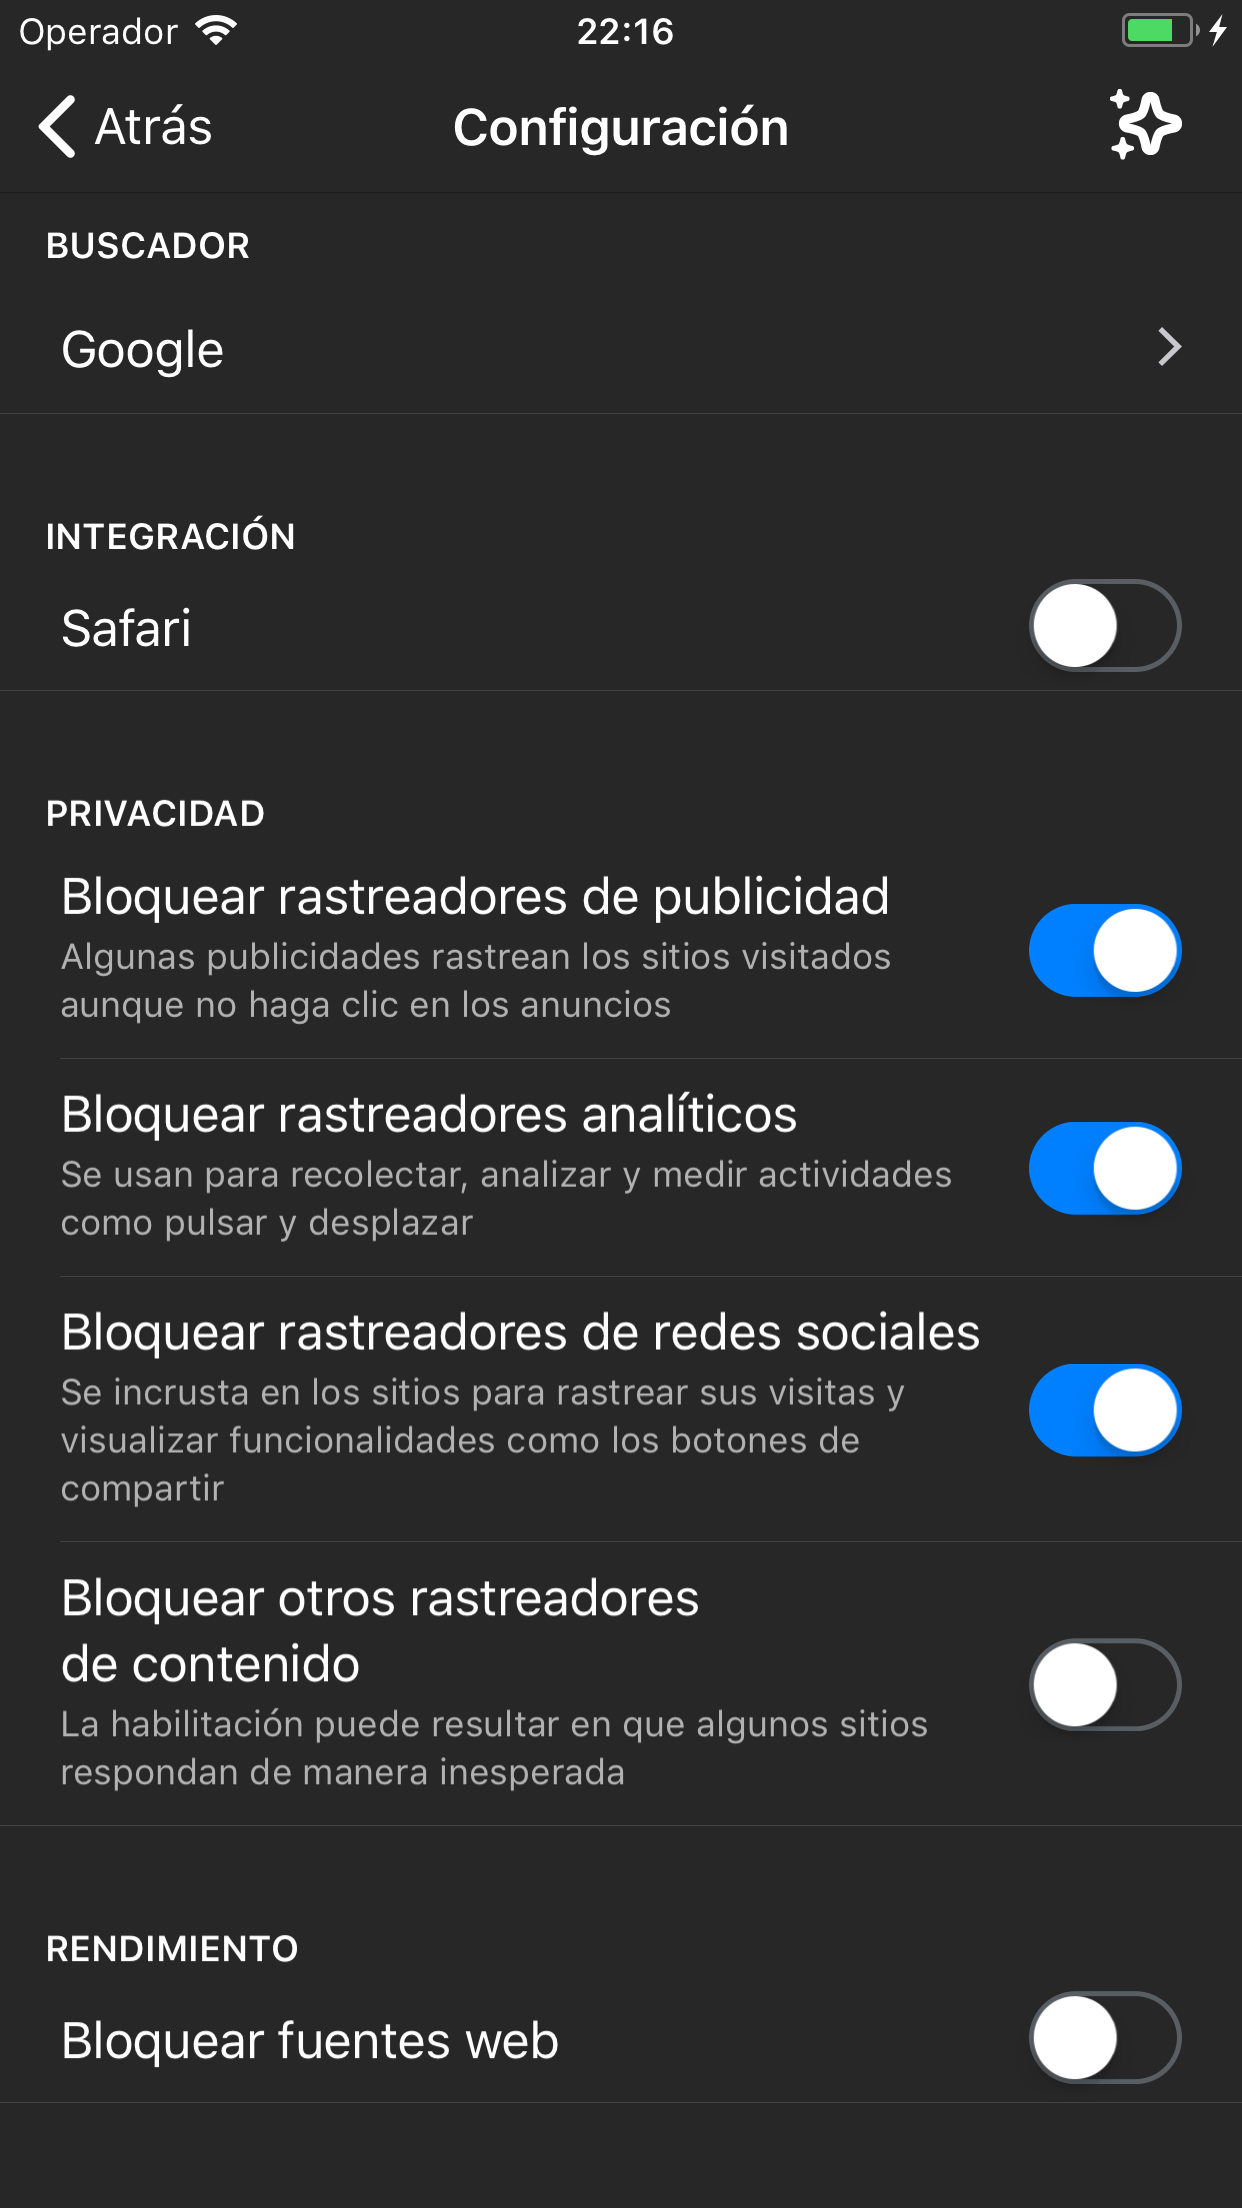 Operador
22:16
Atrás
Configuración
BUSCADOR
Google
INTEGRACIÓN
Safari
PRIVACIDAD
Bloquear rastreadores de publicidad
Algunas publicidades rastrean los sitios visitados
aunque no haga clic en los anuncios
Bloquear rastreadores analíticos
Se usan para recolectar, analizar y medir actividades
como pulsar y desplazar
Bloquear rastreadores de redes sociales
Se incrusta en los sitios para rastrear sus visitas y
visualizar funcionalidades como los botones de
compartir
Bloquear otros rastreadores
de contenido
La habilitación puede resultar en que algunos sitios
respondan de manera inesperada
RENDIMIENTO
Bloquear fuentes web